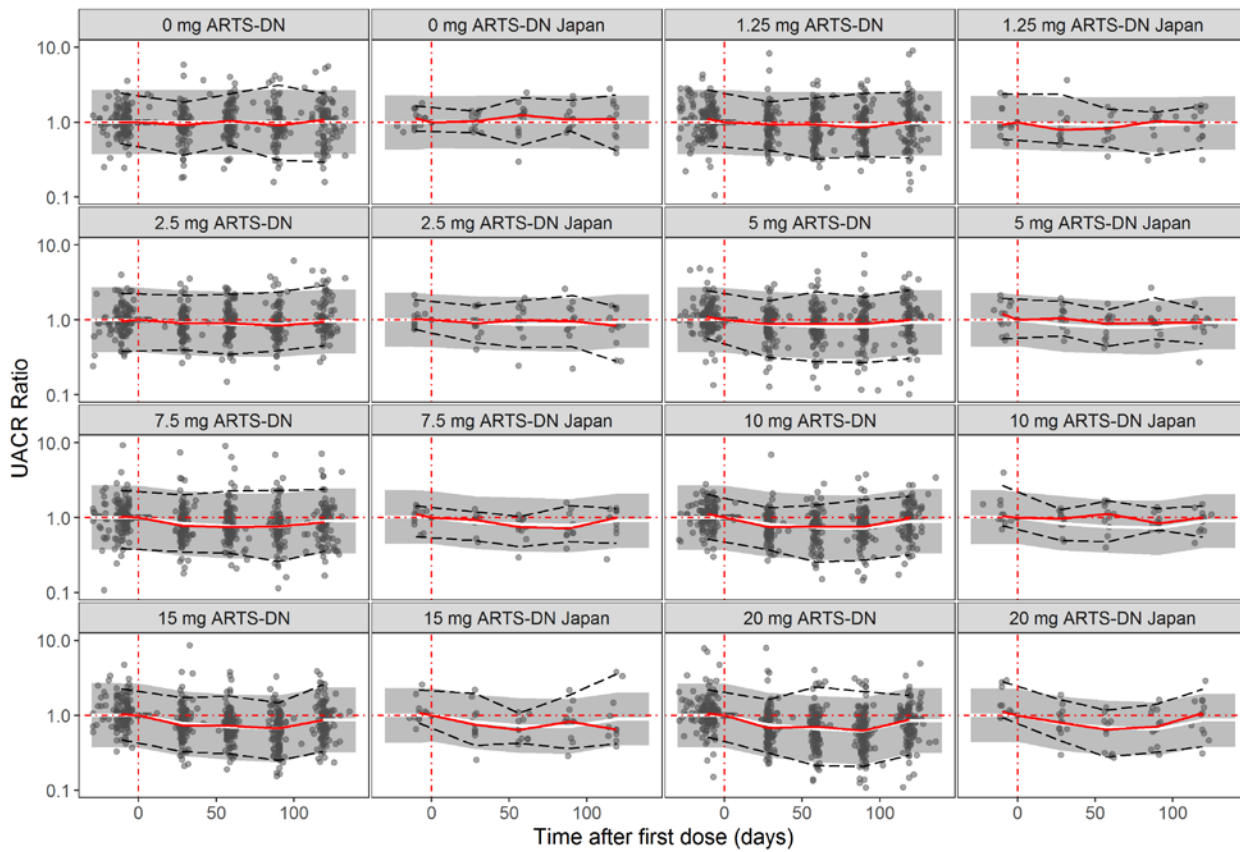 0 mg ARTS-DN
0 mg ARTS-DN Japan
1.25 mg ARTS-DN
1.25 mg ARTS-DN Japan
10.0
1.0
0.1
2.5 mg ARTS-DN
2.5 mg ARTS-DN Japan
5 mg ARTS-DN
5 mg ARTS-DN Japan
10.0
1.0
0.1
7.5 mg ARTS-DN
7.5 mg ARTS-DN Japan
10 mg ARTS-DN
10 mg ARTS-DN Japan
10.0
1.0
0.1
15 mg ARTS-DN
15 mg ARTS-DN Japan
20 mg ARTS-DN
20 mg ARTS-DN Japan
10.0
1.0
0.1
UACR Ratio
0 50 100
0 50 100
0 50 100
0 50 100
Time after first dose (days)